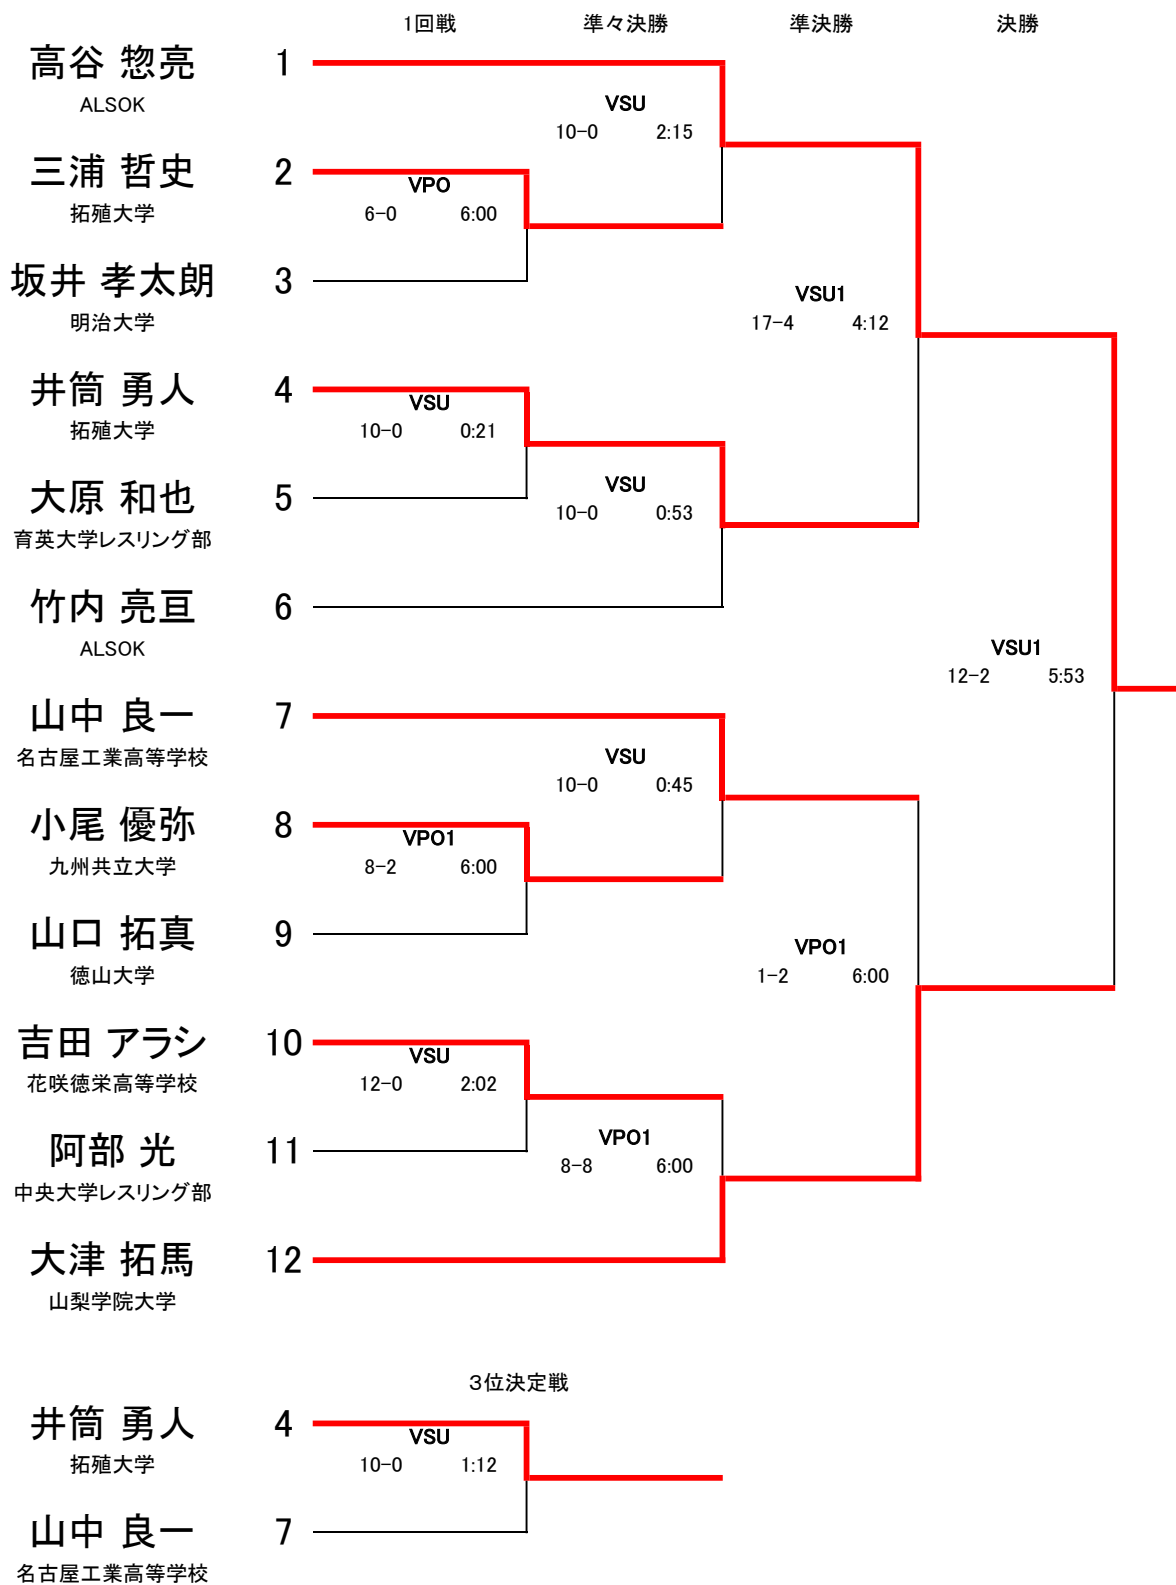 1回戦 準々決勝 準決勝 決勝
高谷 惣亮 1
ALSOK
VSU
10-0 2:15
三浦 哲史 2
拓殖大学
VPO
6-0 6:00
坂井 孝太朗 3
明治大学
VSU1
17-4 4:12
井筒 勇人 4
拓殖大学
VSU
10-0 0:21
大原 和也 5
育英大学レスリング部
VSU
10-0 0:53
竹内 亮亘 6
ALSOK
VSU1
12-2 5:53
山中 良一 7
名古屋工業高等学校
VSU
10-0 0:45
小尾 優弥 8
九州共立大学
VPO1
8-2 6:00
山口 拓真 9
徳山大学
VPO1
1-2 6:00
吉田 アラシ 10
花咲徳栄高等学校
VSU
12-0 2:02
阿部 光 11
中央大学レスリング部
VPO1
8-8 6:00
大津 拓馬 12
山梨学院大学
3位決定戦
井筒 勇人 4
拓殖大学
VSU
10-0 1:12
山中 良一 7
名古屋工業高等学校